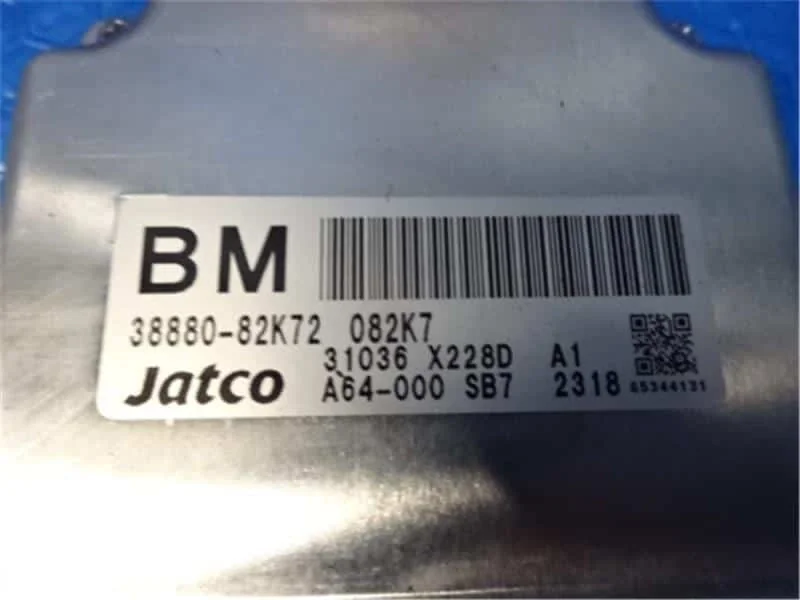 BM
38880-82K72 082K7
31036 X228D A1
Jatco A64-000 SB7 2318
65344131